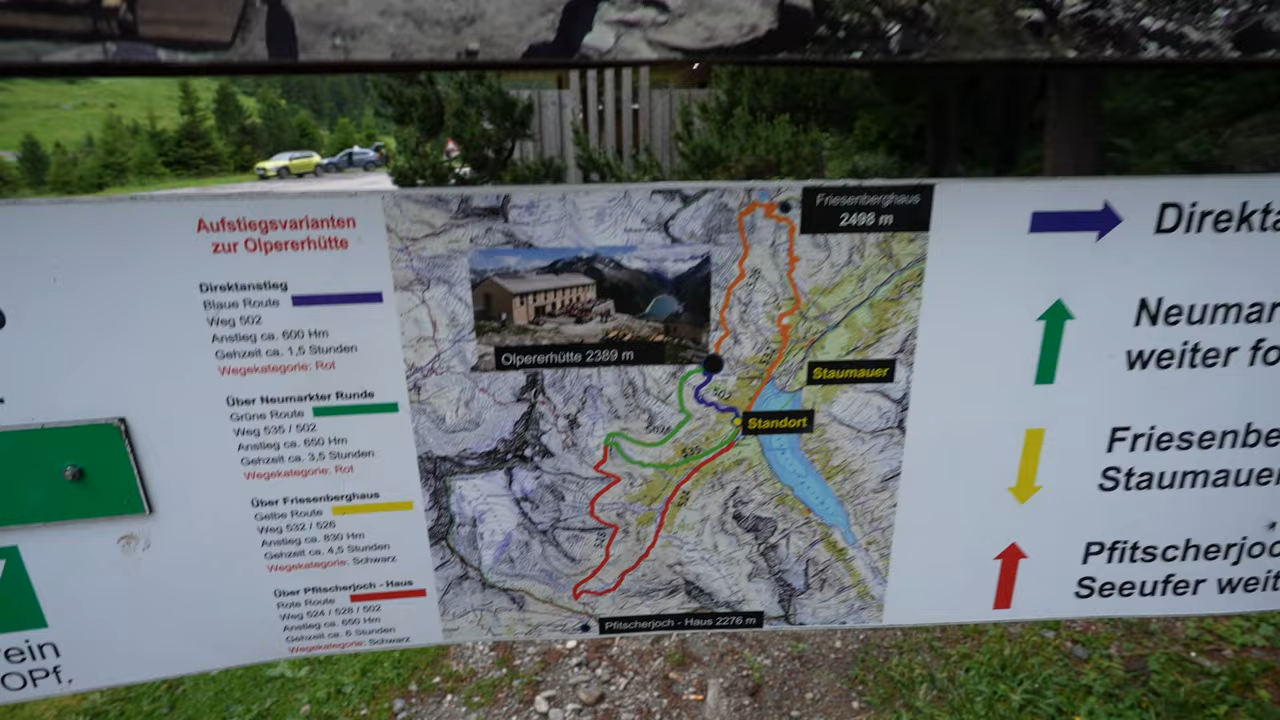 Aufstiegsvarianten
zur Olpererhütte
Direktanstieg
Blaue Route
Weg 502
Anstieg ca. 600 Hm
Gehzeit ca. 1,5 Stunden
Wegekategorie: Rot
Über Neumarkter Runde
Grüne Route
Weg 535 / 502
Anstieg ca. 650 Hm
Gehzeit ca. 3,5 Stunden
Wegekategorie: Rot
Über Friesenberghaus
Gelbe Route
Weg 532 / 526
Anstieg ca. 830 Hm
Gehzeit ca. 4,5 Stunden
Wegekategorie: Schwarz
Über Pfitscherjoch - Haus
Rote Route
Weg 524 / 528 / 502
Anstieg ca. 650 Hm
Gehzeit ca. 6 Stunden
Wegekategorie: Schwarz
Friesenberghaus
2498 m
Olpererhütte 2389 m
Staumauer
Standort
502
535
524
528
Pfitscherjoch - Haus 2276 m
Direkta
Neumar
weiter fo
Friesenbe
Staumauer
Pfitscherjoc
Seeufer weit
rein
OPf.